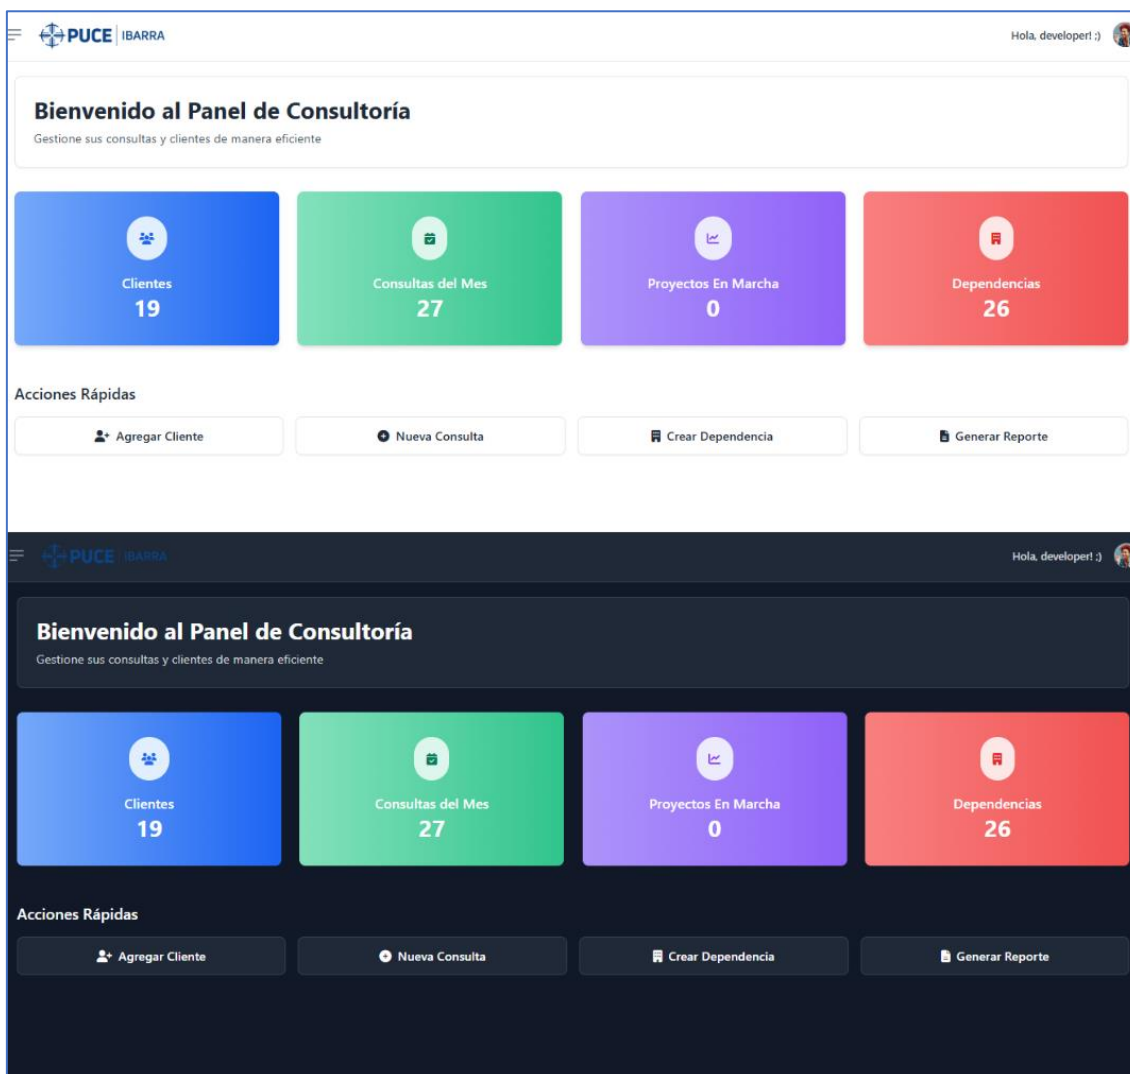 PUCE IBARRA
Hola, developer! ;)
Bienvenido al Panel de Consultoría
Gestione sus consultas y clientes de manera eficiente
Clientes
19
Consultas del Mes
27
Proyectos En Marcha
0
Dependencias
26
Acciones Rápidas
Agregar Cliente
Nueva Consulta
Crear Dependencia
Generar Reporte
PUCE IBARRA
Hola, developer! ;)
Bienvenido al Panel de Consultoría
Gestione sus consultas y clientes de manera eficiente
Clientes
19
Consultas del Mes
27
Proyectos En Marcha
0
Dependencias
26
Acciones Rápidas
Agregar Cliente
Nueva Consulta
Crear Dependencia
Generar Reporte